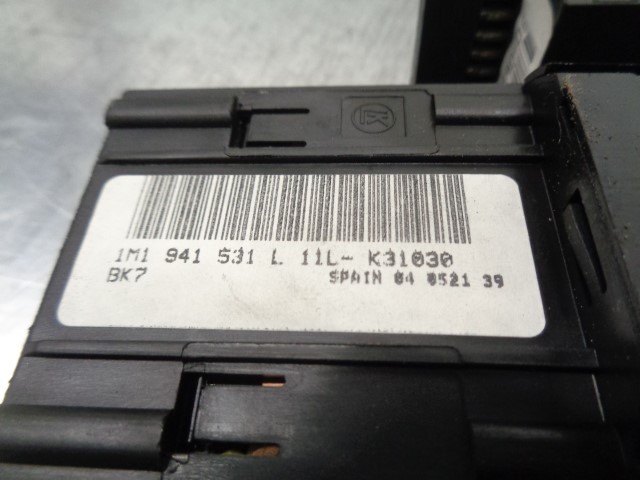 1M1 941 531 L 11L- K31030
BK7 SPAIN 04 0521 39